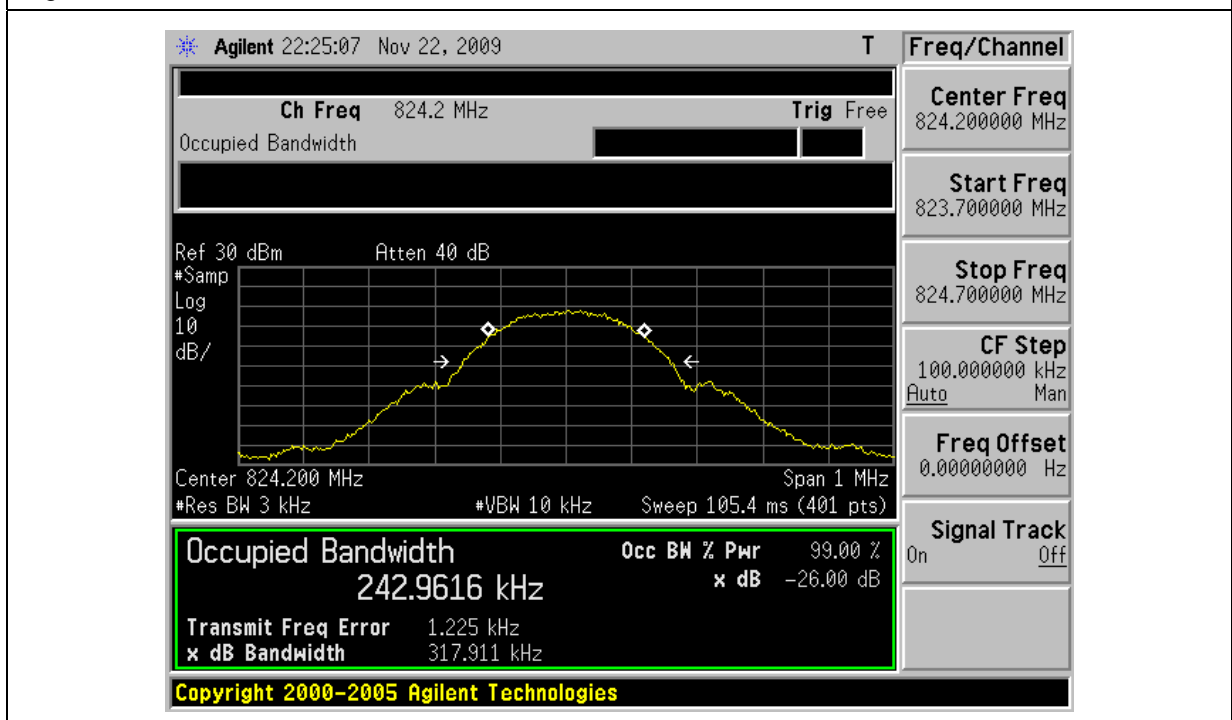 Agilent 22:25:07 Nov 22, 2009 T
Freq/Channel
Ch Freq 824.2 MHz Trig Free
Occupied Bandwidth
Center Freq
824.200000 MHz
Start Freq
823.700000 MHz
Stop Freq
824.700000 MHz
CF Step
100.000000 kHz
Auto Man
Freq Offset
0.00000000 Hz
Signal Track
On Off
Ref 30 dBm Atten 40 dB
#Samp
Log
10
dB/
Center 824.200 MHz Span 1 MHz
#Res BW 3 kHz #VBW 10 kHz Sweep 105.4 ms (401 pts)
Occupied Bandwidth Occ BW % Pwr 99.00 %
242.9616 kHz x dB -26.00 dB
Transmit Freq Error 1.225 kHz
x dB Bandwidth 317.911 kHz
Copyright 2000-2005 Agilent Technologies